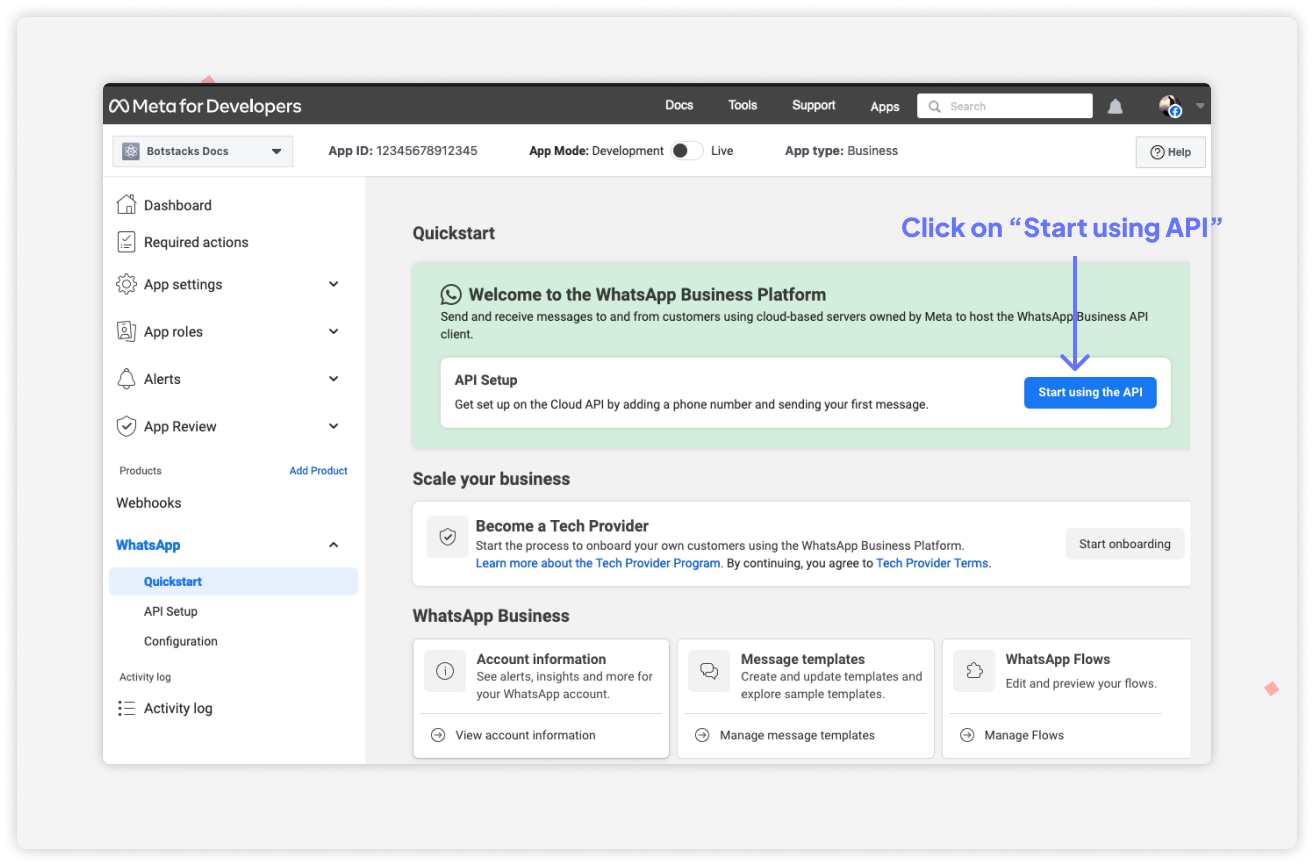 Meta for Developers
Docs
Tools
Support
Apps
Search
Botstacks Docs
App ID: 12345678912345
App Mode: Development
Live
App type: Business
Help
Dashboard
Required actions
App settings
App roles
Alerts
App Review
Products
Add Product
Webhooks
WhatsApp
Quickstart
API Setup
Configuration
Activity log
Activity log
Quickstart
Click on “Start using API”
Welcome to the WhatsApp Business Platform
Send and receive messages to and from customers using cloud-based servers owned by Meta to host the WhatsApp Business API
client.
API Setup
Get set up on the Cloud API by adding a phone number and sending your first message.
Start using the API
Scale your business
Become a Tech Provider
Start the process to onboard your own customers using the WhatsApp Business Platform.
Learn more about the Tech Provider Program. By continuing, you agree to Tech Provider Terms.
Start onboarding
WhatsApp Business
Account information
See alerts, insights and more for
your WhatsApp account.
View account information
Message templates
Create and update templates and
explore sample templates.
Manage message templates
WhatsApp Flows
Edit and preview your flows.
Manage Flows